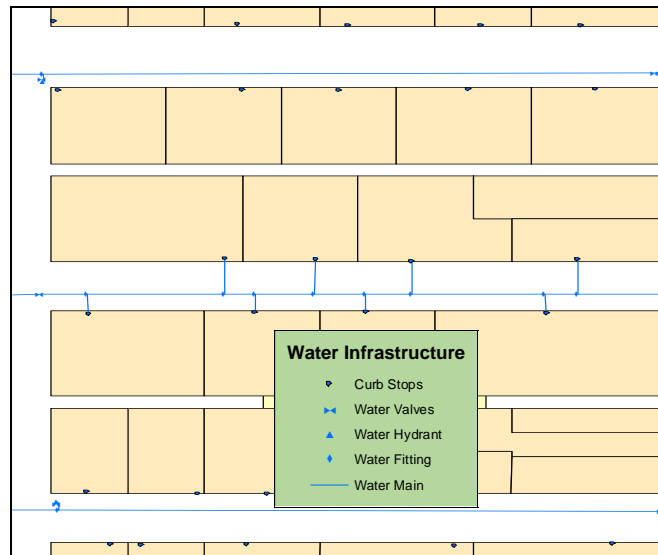 Water Infrastructure
Curb Stops
Water Valves
Water Hydrant
Water Fitting
Water Main